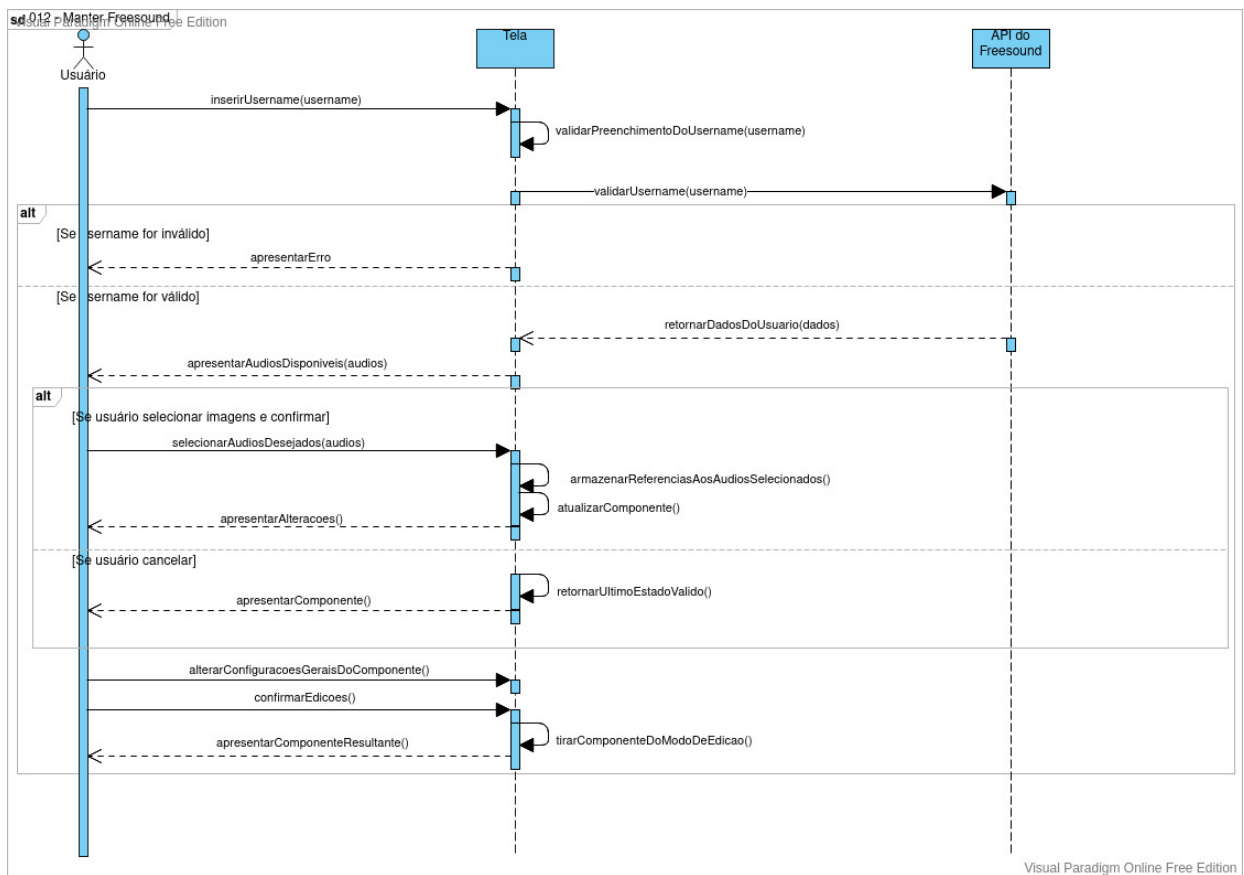 sd 012 - Manter Freesound
Visual Paradigm Online Free Edition
Usuário
Tela
API do
Freesound
inserirUsername(username)
validarPreenchimentoDoUsername(username)
validarUsername(username)
alt
[Se username for inválido]
apresentarErro
[Se username for válido]
retornarDadosDoUsuario(dados)
apresentarAudiosDisponiveis(audios)
alt
[Se usuário selecionar imagens e confirmar]
selecionarAudiosDesejados(audios)
armazenarReferenciasAosAudiosSelecionados()
atualizarComponente()
apresentarAlteracoes()
[Se usuário cancelar]
retornarUltimoEstadoValido()
apresentarComponente()
alterarConfiguracoesGeraisDoComponente()
confirmarEdicoes()
tirarComponenteDoModoDeEdicao()
apresentarComponenteResultante()
Visual Paradigm Online Free Edition